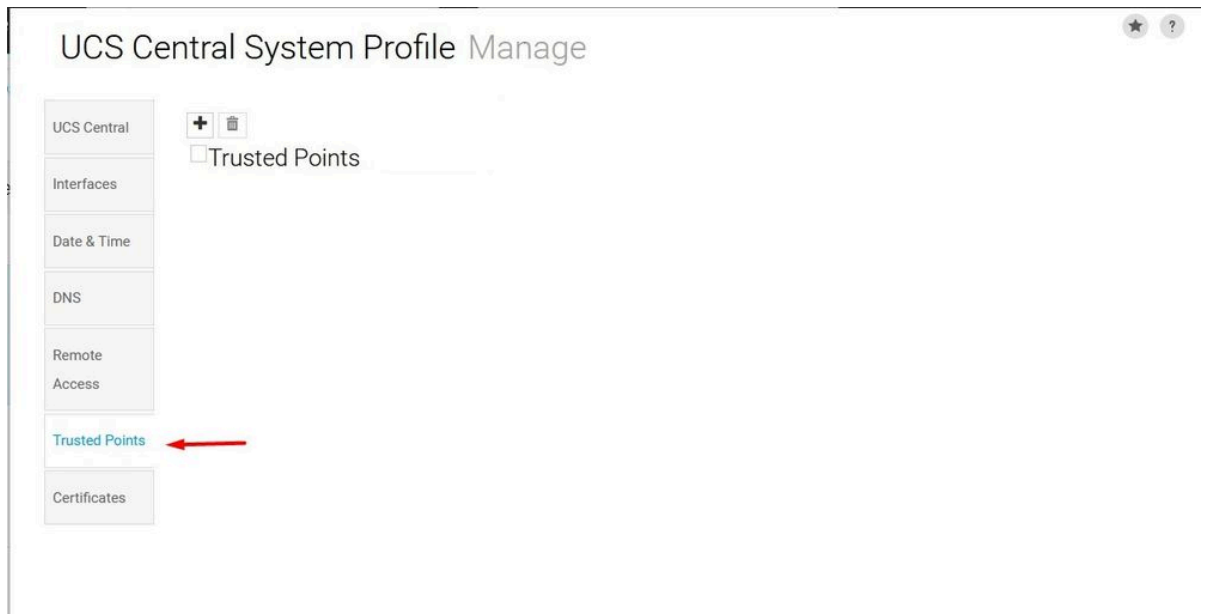 UCS Central System Profile Manage
?
UCS Central
Trusted Points
Interfaces
Date & Time
DNS
Remote
Access
Trusted Points
Certificates